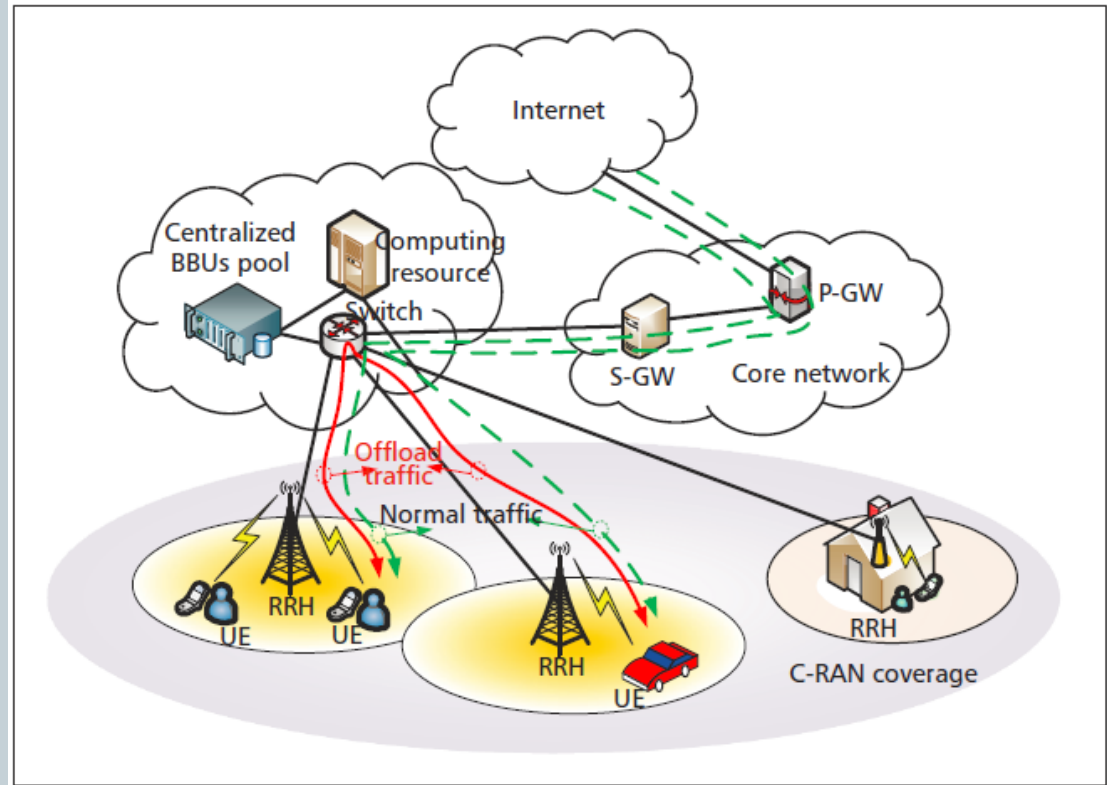 Internet
Centralized
BBUs pool
Computing
resource
Switch
P-GW
S-GW
Core network
Offload
traffic
Normal traffic
RRH
UE
UE
RRH
UE
RRH
C-RAN coverage